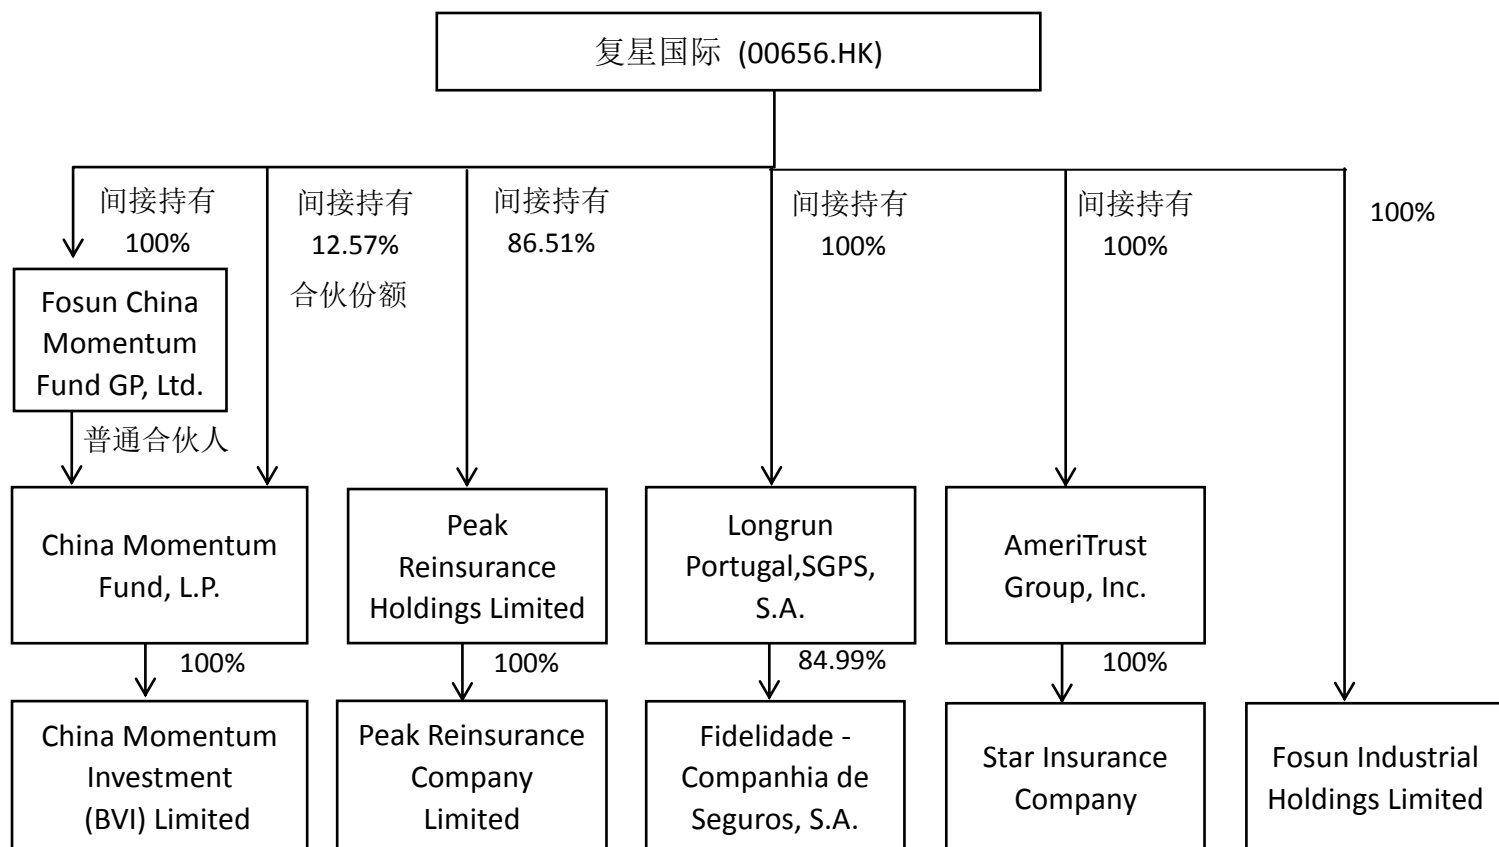 复星国际 (00656.HK)
间接持有
100%
间接持有
12.57%
合伙份额
间接持有
86.51%
间接持有
100%
间接持有
100%
100%
Fosun China
Momentum
Fund GP, Ltd.
普通合伙人
China Momentum
Fund, L.P.
Peak
Reinsurance
Holdings Limited
Longrun
Portugal,SGPS,
S.A.
AmeriTrust
Group, Inc.
100%
100%
84.99%
100%
China Momentum
Investment
(BVI) Limited
Peak Reinsurance
Company
Limited
Fidelidade -
Companhia de
Seguros, S.A.
Star Insurance
Company
Fosun Industrial
Holdings Limited